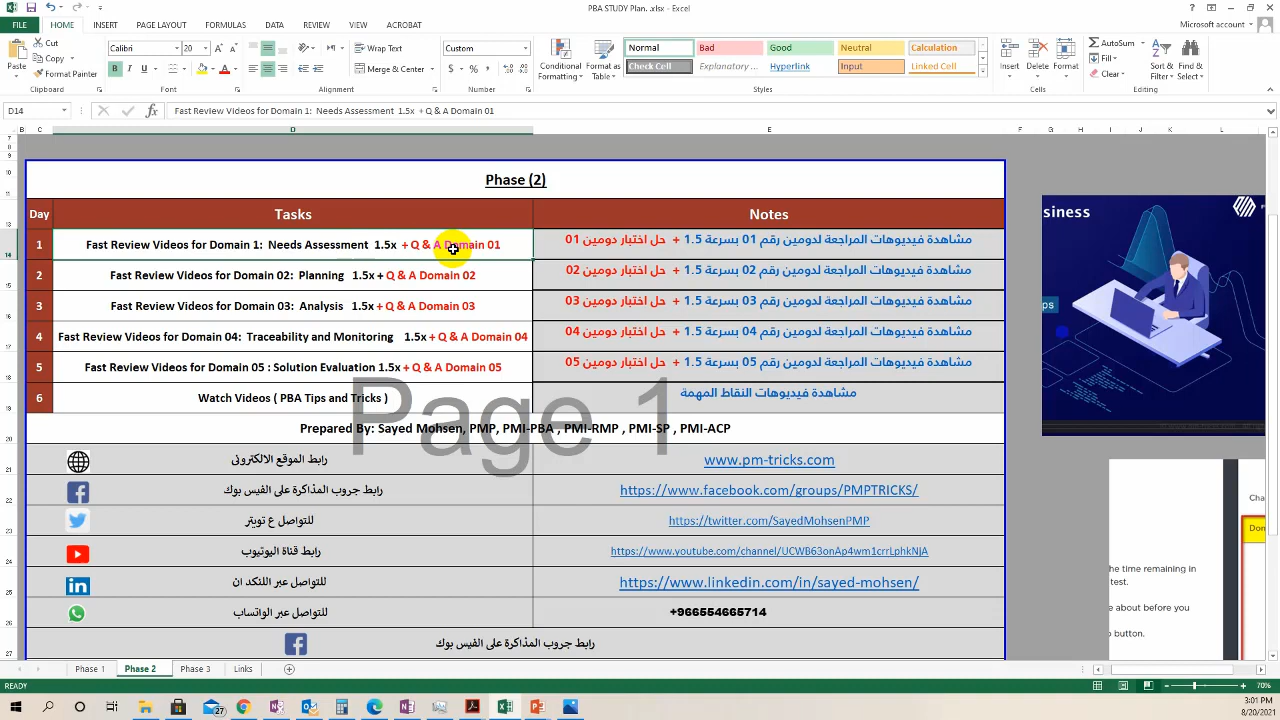 PBA STUDY Plan. .xlsx - Excel
FILE HOME INSERT PAGE LAYOUT FORMULAS DATA REVIEW VIEW ACROBAT
Microsoft account
Cut
Copy
Format Painter
Paste
Clipboard
Calibri 20
B I U
Font
Wrap Text
Merge & Center
Alignment
Custom
$ % ,
Number
Conditional Formatting
Format as Table
Normal Bad Good Neutral Calculation
Check Cell Explanatory ... Hyperlink Input Linked Cell
Styles
Insert Delete Format
Cells
AutoSum
Fill
Clear
Sort & Filter
Find & Select
Editing
D14 fx Fast Review Videos for Domain 1: Needs Assessment 1.5x + Q & A Domain 01
B C D E F G H I J K L
Phase (2)
Day Tasks Notes
1 Fast Review Videos for Domain 1: Needs Assessment 1.5x + Q & A Domain 01 مشاهدة فيديوهات المراجعة لدومين رقم 01 بسرعة 1.5 + حل اختبار دومين 01
2 Fast Review Videos for Domain 02: Planning 1.5x + Q & A Domain 02 مشاهدة فيديوهات المراجعة لدومين رقم 02 بسرعة 1.5 + حل اختبار دومين 02
3 Fast Review Videos for Domain 03: Analysis 1.5x + Q & A Domain 03 مشاهدة فيديوهات المراجعة لدومين رقم 03 بسرعة 1.5 + حل اختبار دومين 03
4 Fast Review Videos for Domain 04: Traceability and Monitoring 1.5x + Q & A Domain 04 مشاهدة فيديوهات المراجعة لدومين رقم 04 بسرعة 1.5 + حل اختبار دومين 04
5 Fast Review Videos for Domain 05 : Solution Evaluation 1.5x + Q & A Domain 05 مشاهدة فيديوهات المراجعة لدومين رقم 05 بسرعة 1.5 + حل اختبار دومين 05
6 Watch Videos ( PBA Tips and Tricks ) مشاهدة فيديوهات النقاط المهمة
Page 1
Prepared By: Sayed Mohsen, PMP, PMI-PBA , PMI-RMP , PMI-SP , PMI-ACP
رابط الموقع الالكترونى www.pm-tricks.com
رابط جروب المذاكرة على الفيس بوك https://www.facebook.com/groups/PMPTRICKS/
للتواصل ع تويتر https://twitter.com/SayedMohsenPMP
رابط قناة اليوتيوب https://www.youtube.com/channel/UCWB63onAp4wm1crrLphkNjA
للتواصل عبر اللنكد ان https://www.linkedin.com/in/sayed-mohsen/
للتواصل عبر الواتساب +966554665714
رابط جروب المذاكرة على الفيس بوك
siness
ps
Cha
Dor
the time remaining in
test.
e about before you
o button.
Phase 1 Phase 2 Phase 3 Links
READY 70%
27
3:01 PM
8/20/2021